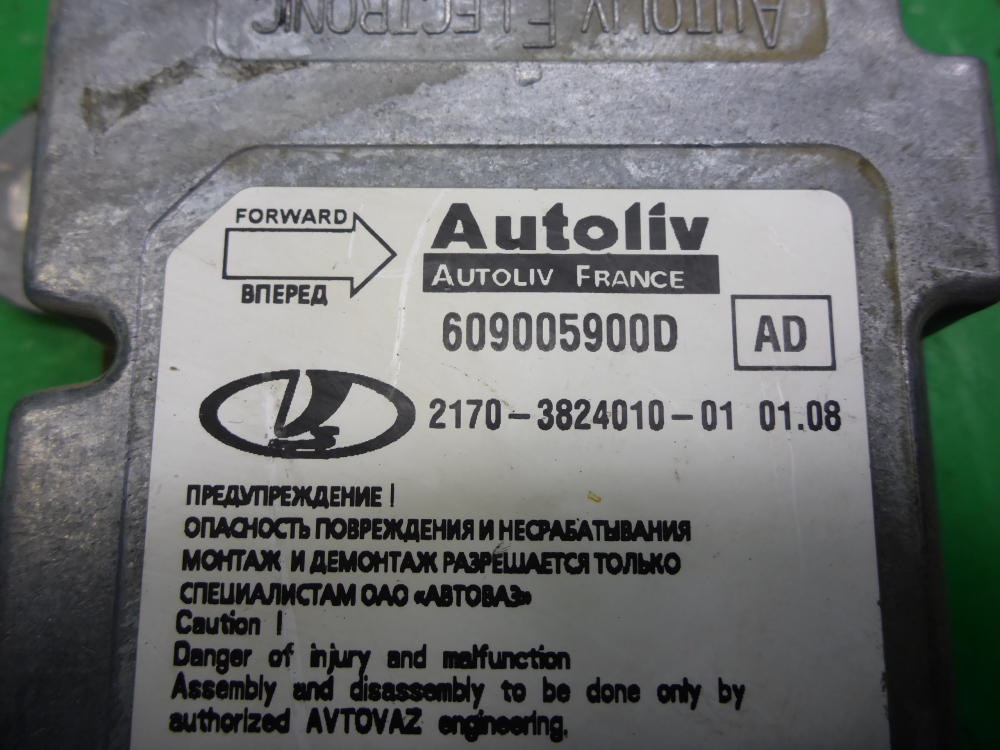 AUTOLIV ELECTRONIC
FORWARD
ВПЕРЕД
Autoliv
AUTOLIV FRANCE
609005900D
AD
2170-3824010-01 01.08
ПРЕДУПРЕЖДЕНИЕ !
ОПАСНОСТЬ ПОВРЕЖДЕНИЯ И НЕСРАБАТЫВАНИЯ
МОНТАЖ И ДЕМОНТАЖ РАЗРЕШАЕТСЯ ТОЛЬКО
СПЕЦИАЛИСТАМ ОАО «АВТОВАЗ»
Caution !
Danger of injury and malfunction
Assembly and disassembly to be done only by
authorized AVTOVAZ engineering.